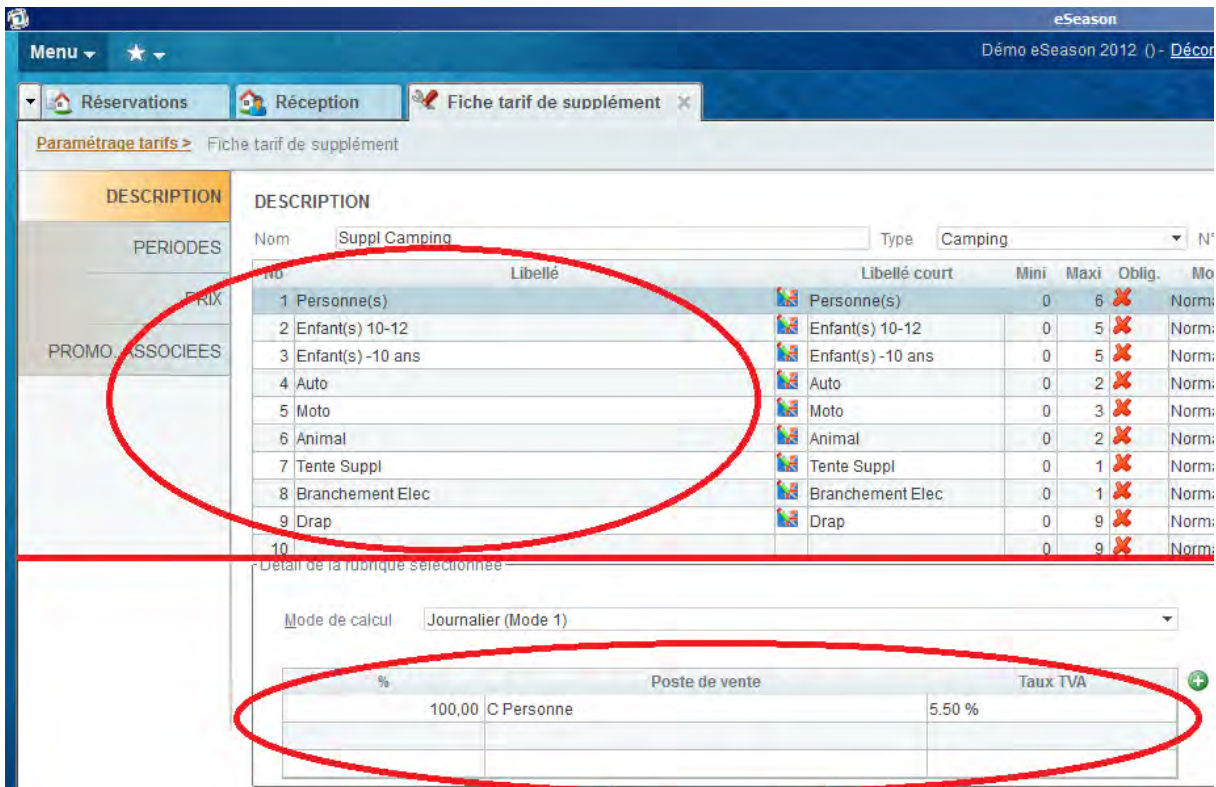 eSeason
Menu Démo eSeason 2012 () - Décor
Réservations Réception Fiche tarif de supplément
Paramétrage tarifs > Fiche tarif de supplément
DESCRIPTION
PERIODES
PRIX
PROMO. ASSOCIEES
DESCRIPTION
Nom Suppl Camping Type Camping N°
No Libellé Libellé court Mini Maxi Oblig. Mo
1 Personne(s) Personne(s) 0 6 Norma
2 Enfant(s) 10-12 Enfant(s) 10-12 0 5 Norma
3 Enfant(s) -10 ans Enfant(s) -10 ans 0 5 Norma
4 Auto Auto 0 2 Norma
5 Moto Moto 0 3 Norma
6 Animal Animal 0 2 Norma
7 Tente Suppl Tente Suppl 0 1 Norma
8 Branchement Elec Branchement Elec 0 1 Norma
9 Drap Drap 0 9 Norma
10 0 9 Norma
Détail de la rubrique sélectionnée
Mode de calcul Journalier (Mode 1)
% Poste de vente Taux TVA
100,00 C Personne 5.50 %